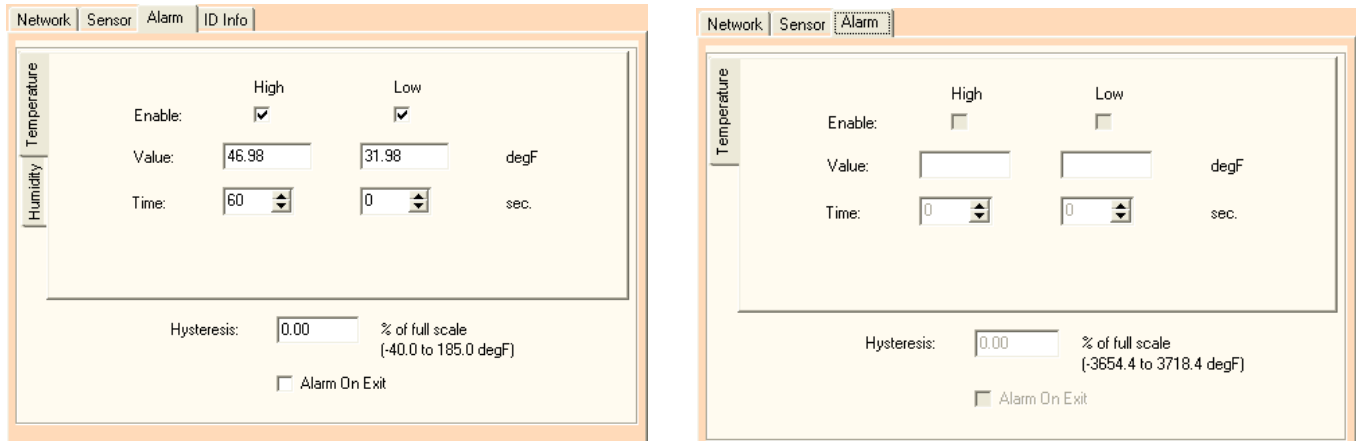 Network Sensor Alarm ID Info
Temperature
Humidity
High Low
Enable:
Value: 46.98 31.98 degF
Time: 60 0 sec.
Hysteresis: 0.00 % of full scale
(-40.0 to 185.0 degF)
Alarm On Exit
Network Sensor Alarm
Temperature
High Low
Enable:
Value: degF
Time: 0 0 sec.
Hysteresis: 0.00 % of full scale
(-3654.4 to 3718.4 degF)
Alarm On Exit